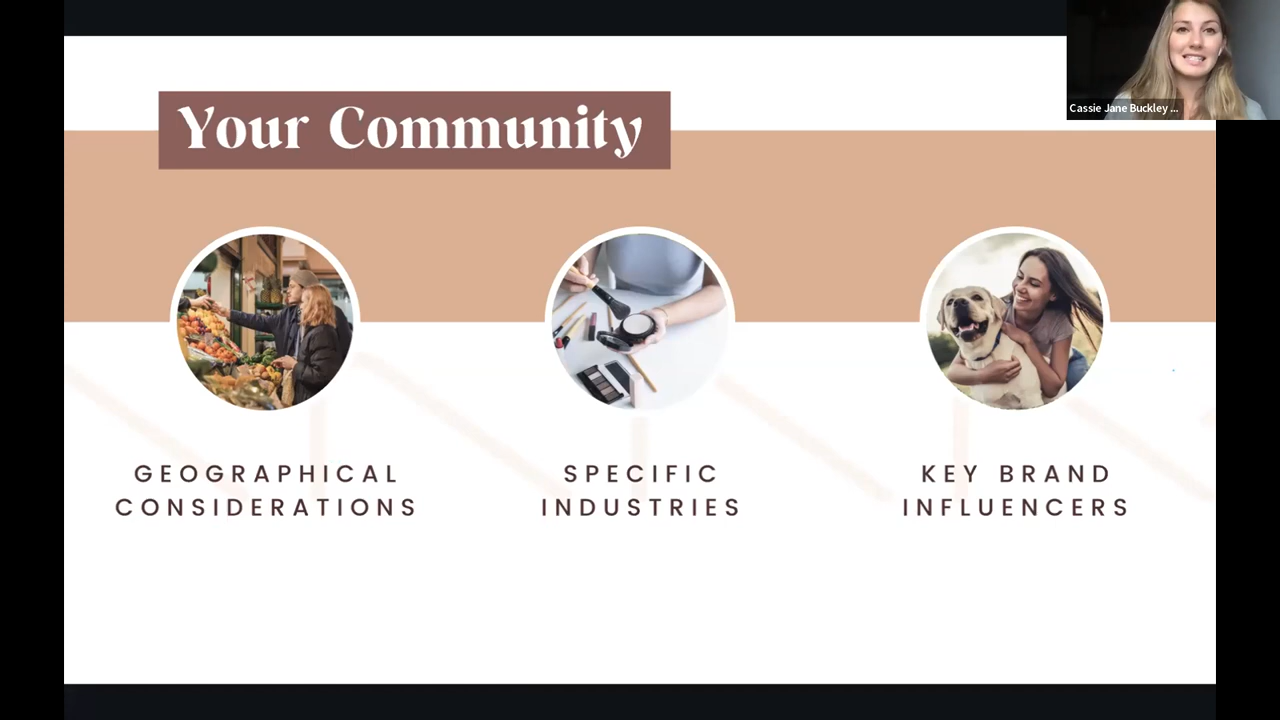 Your Community
Cassie Jane Buckley ...
GEOGRAPHICAL
CONSIDERATIONS
SPECIFIC
INDUSTRIES
KEY BRAND
INFLUENCERS